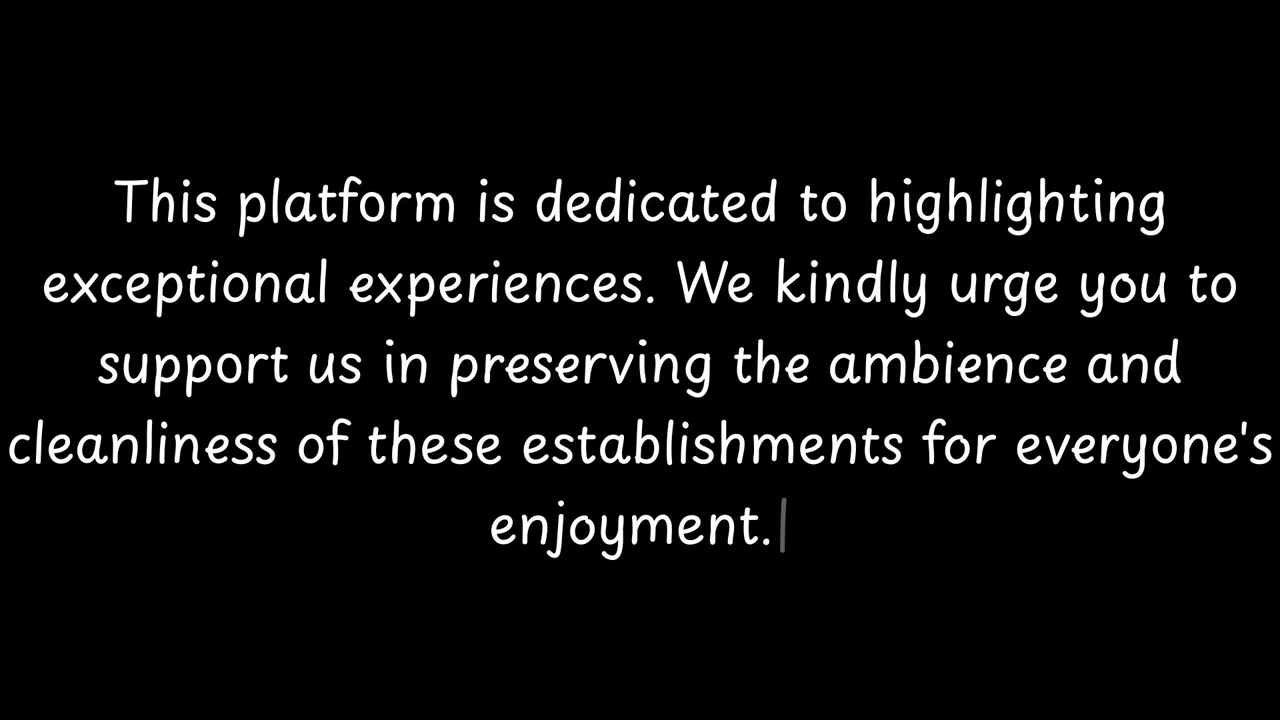 This platform is dedicated to highlighting
exceptional experiences. We kindly urge you to
support us in preserving the ambience and
cleanliness of these establishments for everyone's
enjoyment.